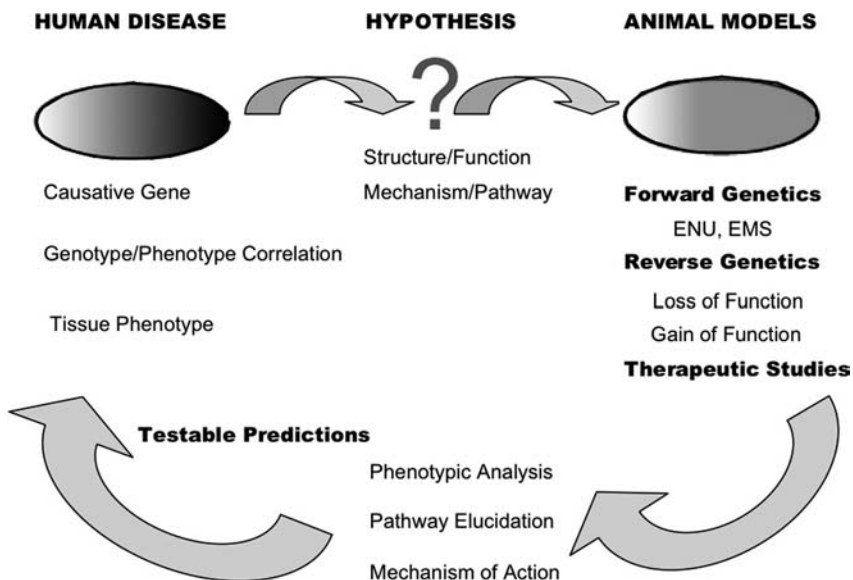 HUMAN DISEASE
HYPOTHESIS
ANIMAL MODELS
?
Structure/Function
Mechanism/Pathway
Causative Gene
Genotype/Phenotype Correlation
Tissue Phenotype
Forward Genetics
ENU, EMS
Reverse Genetics
Loss of Function
Gain of Function
Therapeutic Studies
Testable Predictions
Phenotypic Analysis
Pathway Elucidation
Mechanism of Action